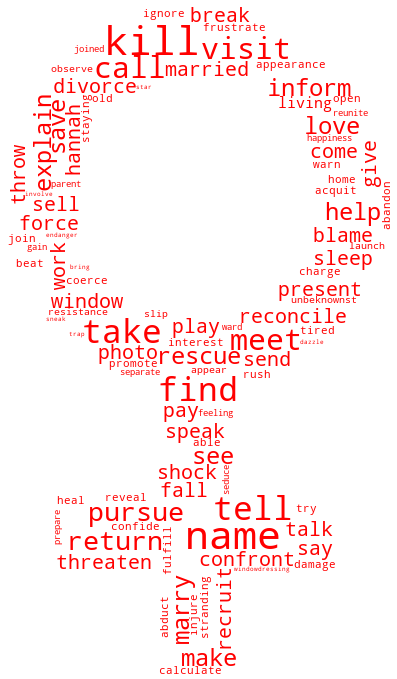 ignore
break
kill
frustrate
joined
visit
call
married
appearance
observe
divorce
star
inform
old
living
open
explain
save
hannah
staying
reunite
love
happiness
throw
come
give
warn
parent
home
involve
acquit
sell
help
abandon
force
endanger
blame
join
gain
launch
work
sleep
beat
bring
charge
coerce
present
window
unbeknownst
resistance
slip
reconcile
sneak
take
play
ward
tired
trap
meet
interest
dazzle
photo
rescue
send
promote
appear
separate
rush
find
pay
feeling
speak
able
see
shock
seduce
fall
heal
reveal
pursue
tell
try
prepare
confide
name
talk
return
say
fulfill
confront
threaten
damage
windowdressing
marry
injure
stranding
recruit
abduct
make
calculate